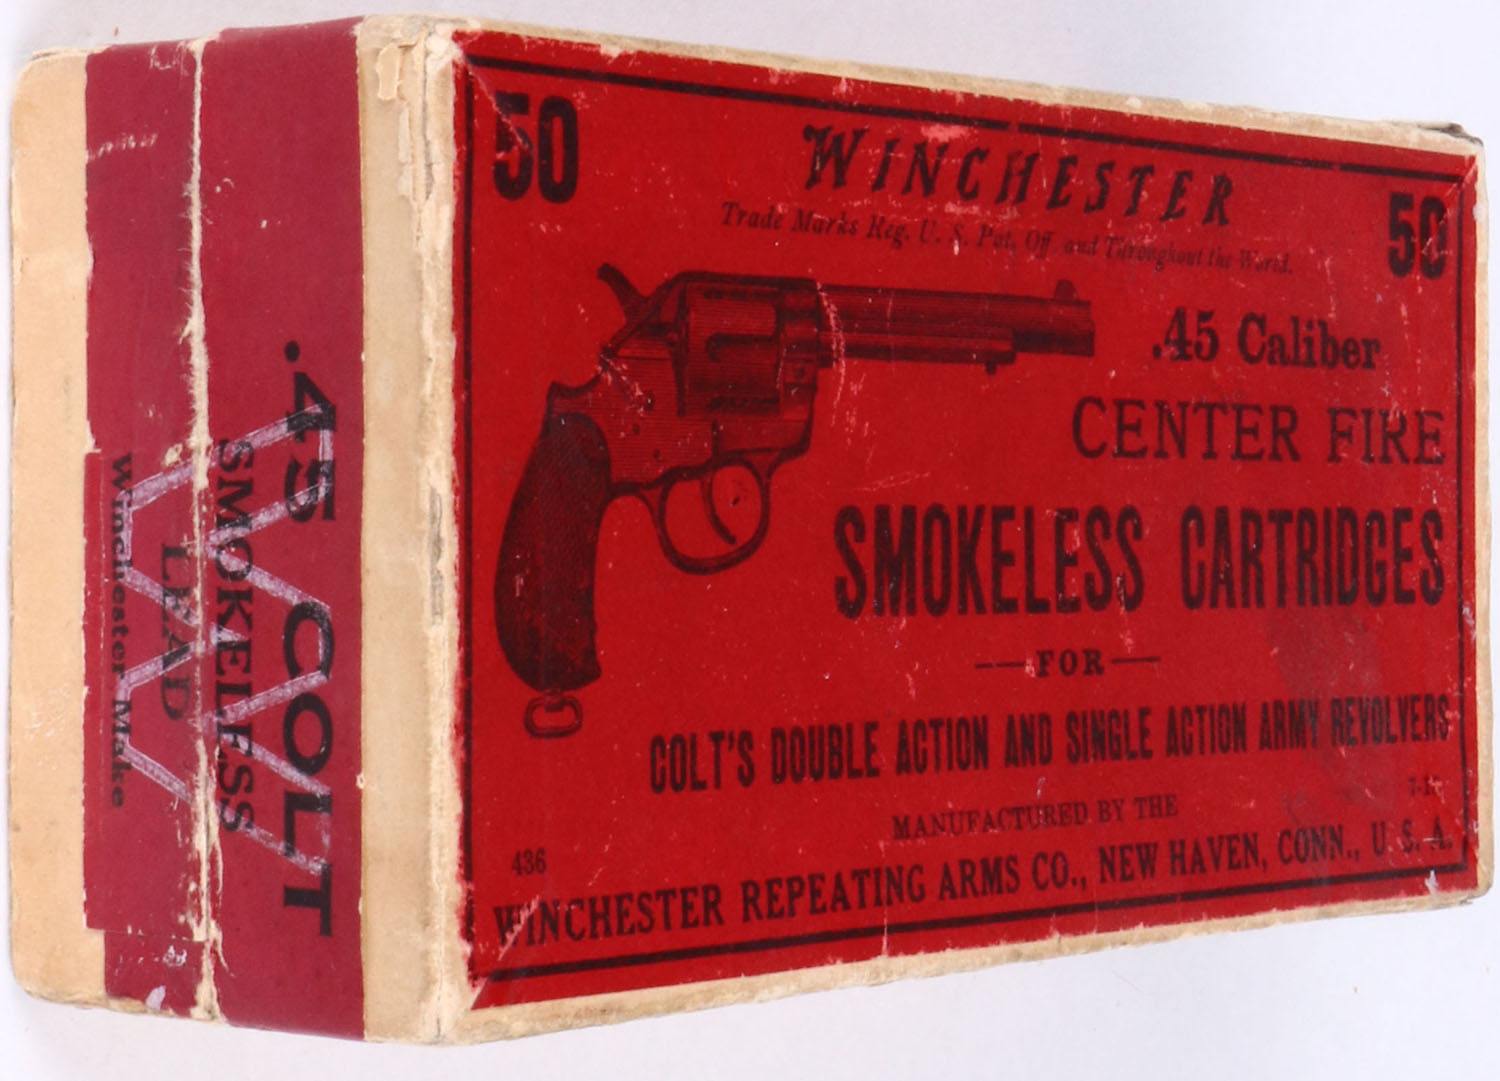 50
WINCHESTER
50
Trade Marks Reg. U. S. Pat. Off. and Throughout the World.
.45 Caliber
CENTER FIRE
SMOKELESS CARTRIDGES
FOR
COLT'S DOUBLE ACTION AND SINGLE ACTION ARMY REVOLVERS
MANUFACTURED BY THE
436
WINCHESTER REPEATING ARMS CO., NEW HAVEN, CONN., U. S. A.
.45 COLT
SMOKELESS
LEAD
Winchester Make
W